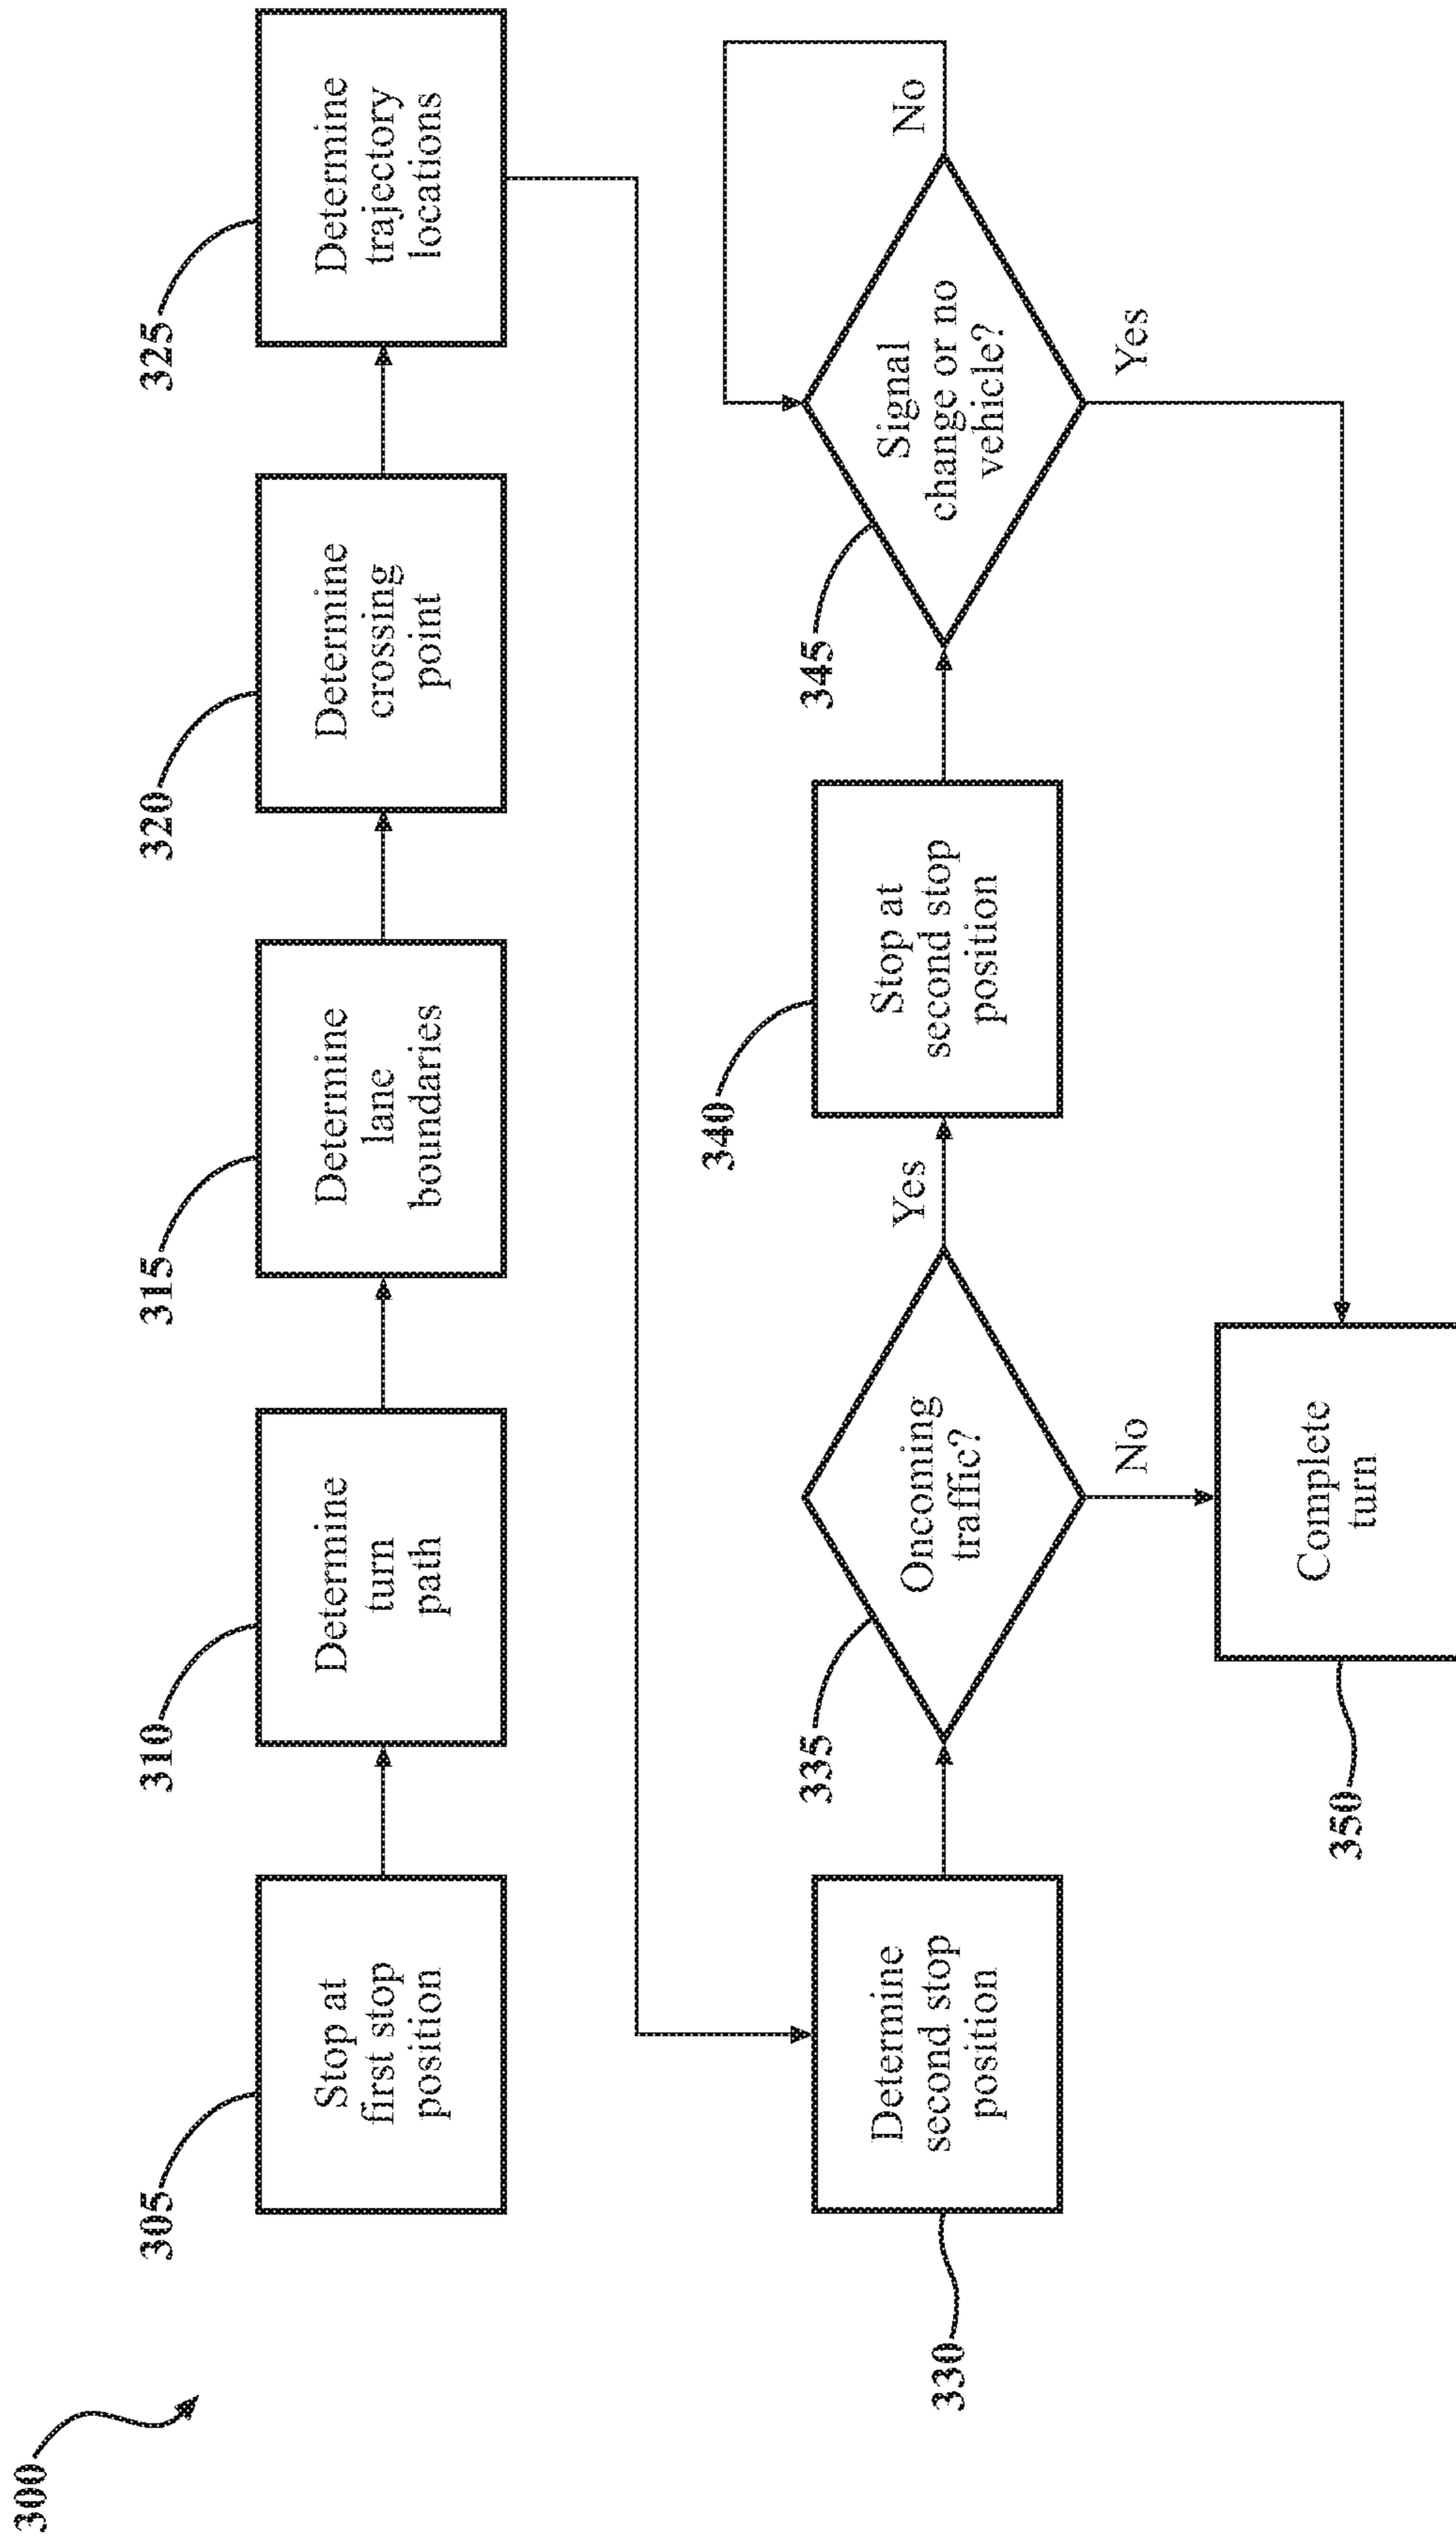 300
305
Stop at
first stop
position
310
Determine
turn
path
315
Determine
lane
boundaries
320
Determine
crossing
point
325
Determine
trajectory
locations
330
Determine
second stop
position
335
Oncoming
traffic?
Yes
No
340
Stop at
second stop
position
345
Signal
change or no
vehicle?
No
Yes
350
Complete
turn